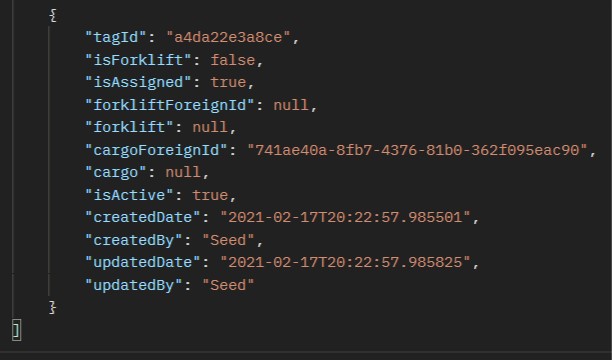 {
"tagId": "a4da22e3a8ce",
"isForklift": false,
"isAssigned": true,
"forkliftForeignId": null,
"forklift": null,
"cargoForeignId": "741ae40a-8fb7-4376-81b0-362f095eac90",
"cargo": null,
"isActive": true,
"createdDate": "2021-02-17T20:22:57.985501",
"createdBy": "Seed",
"updatedDate": "2021-02-17T20:22:57.985825",
"updatedBy": "Seed"
}
]